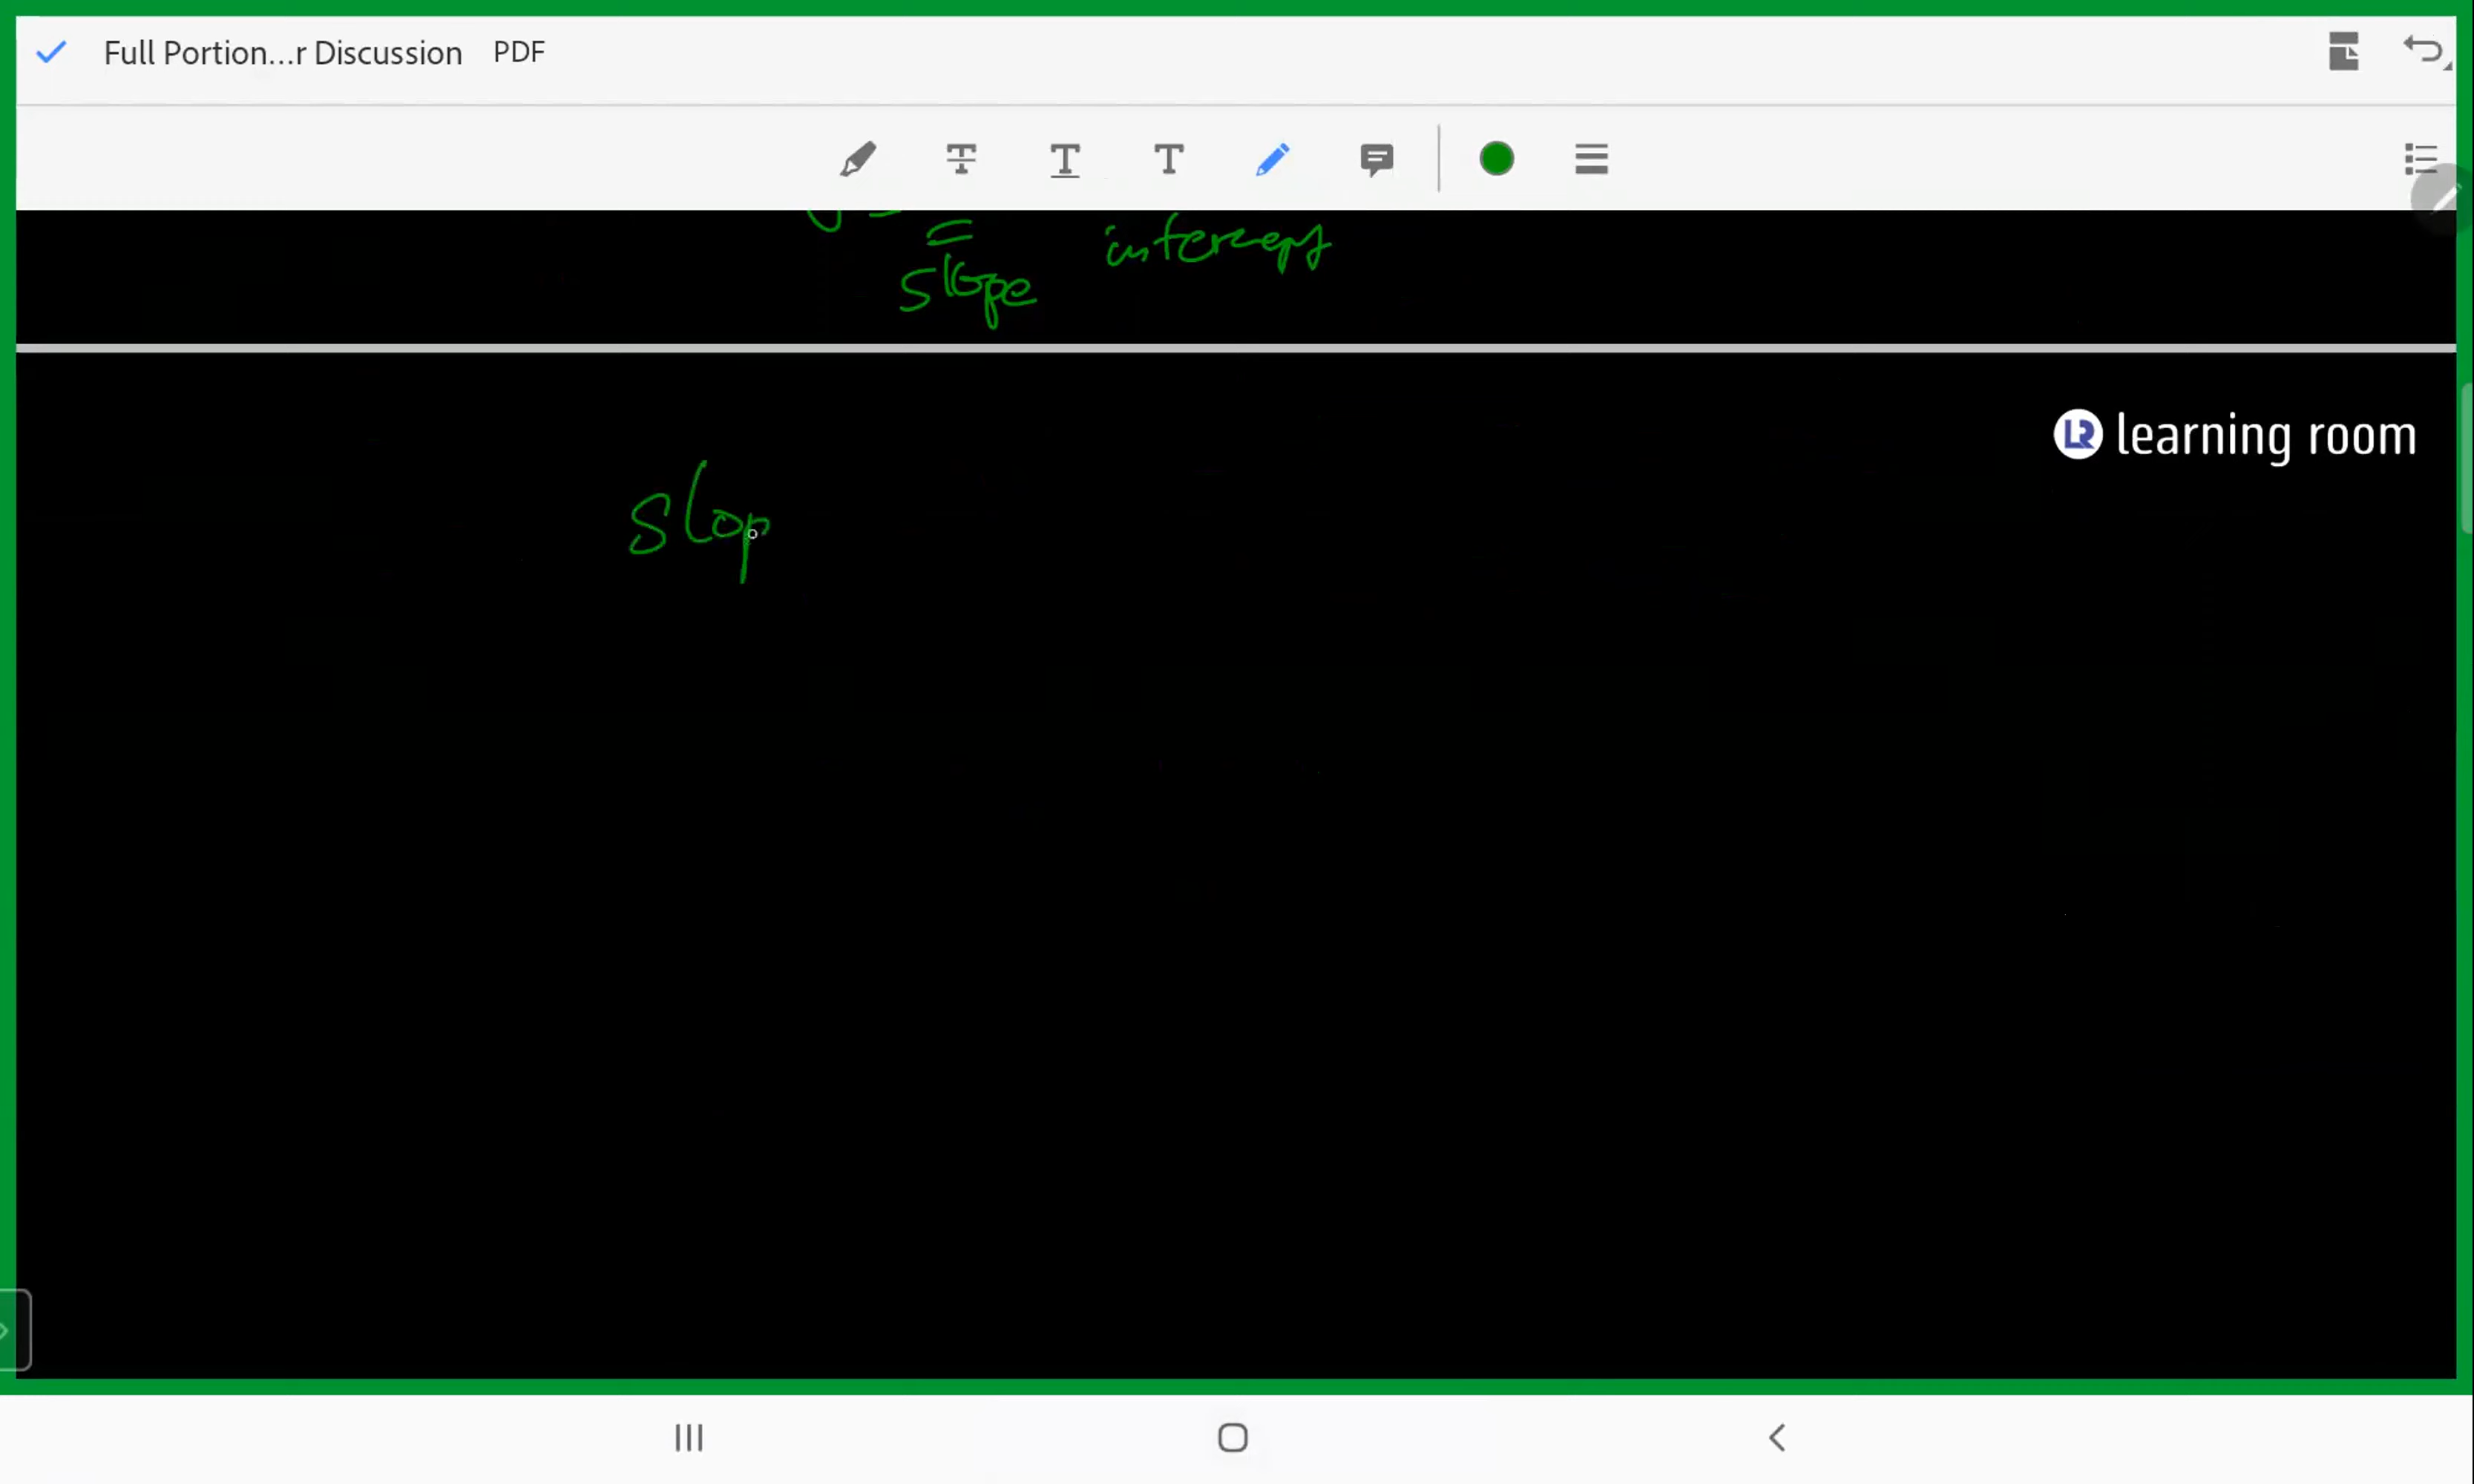 Full Portion...r Discussion PDF
=
intercept
slope
learning room
slop